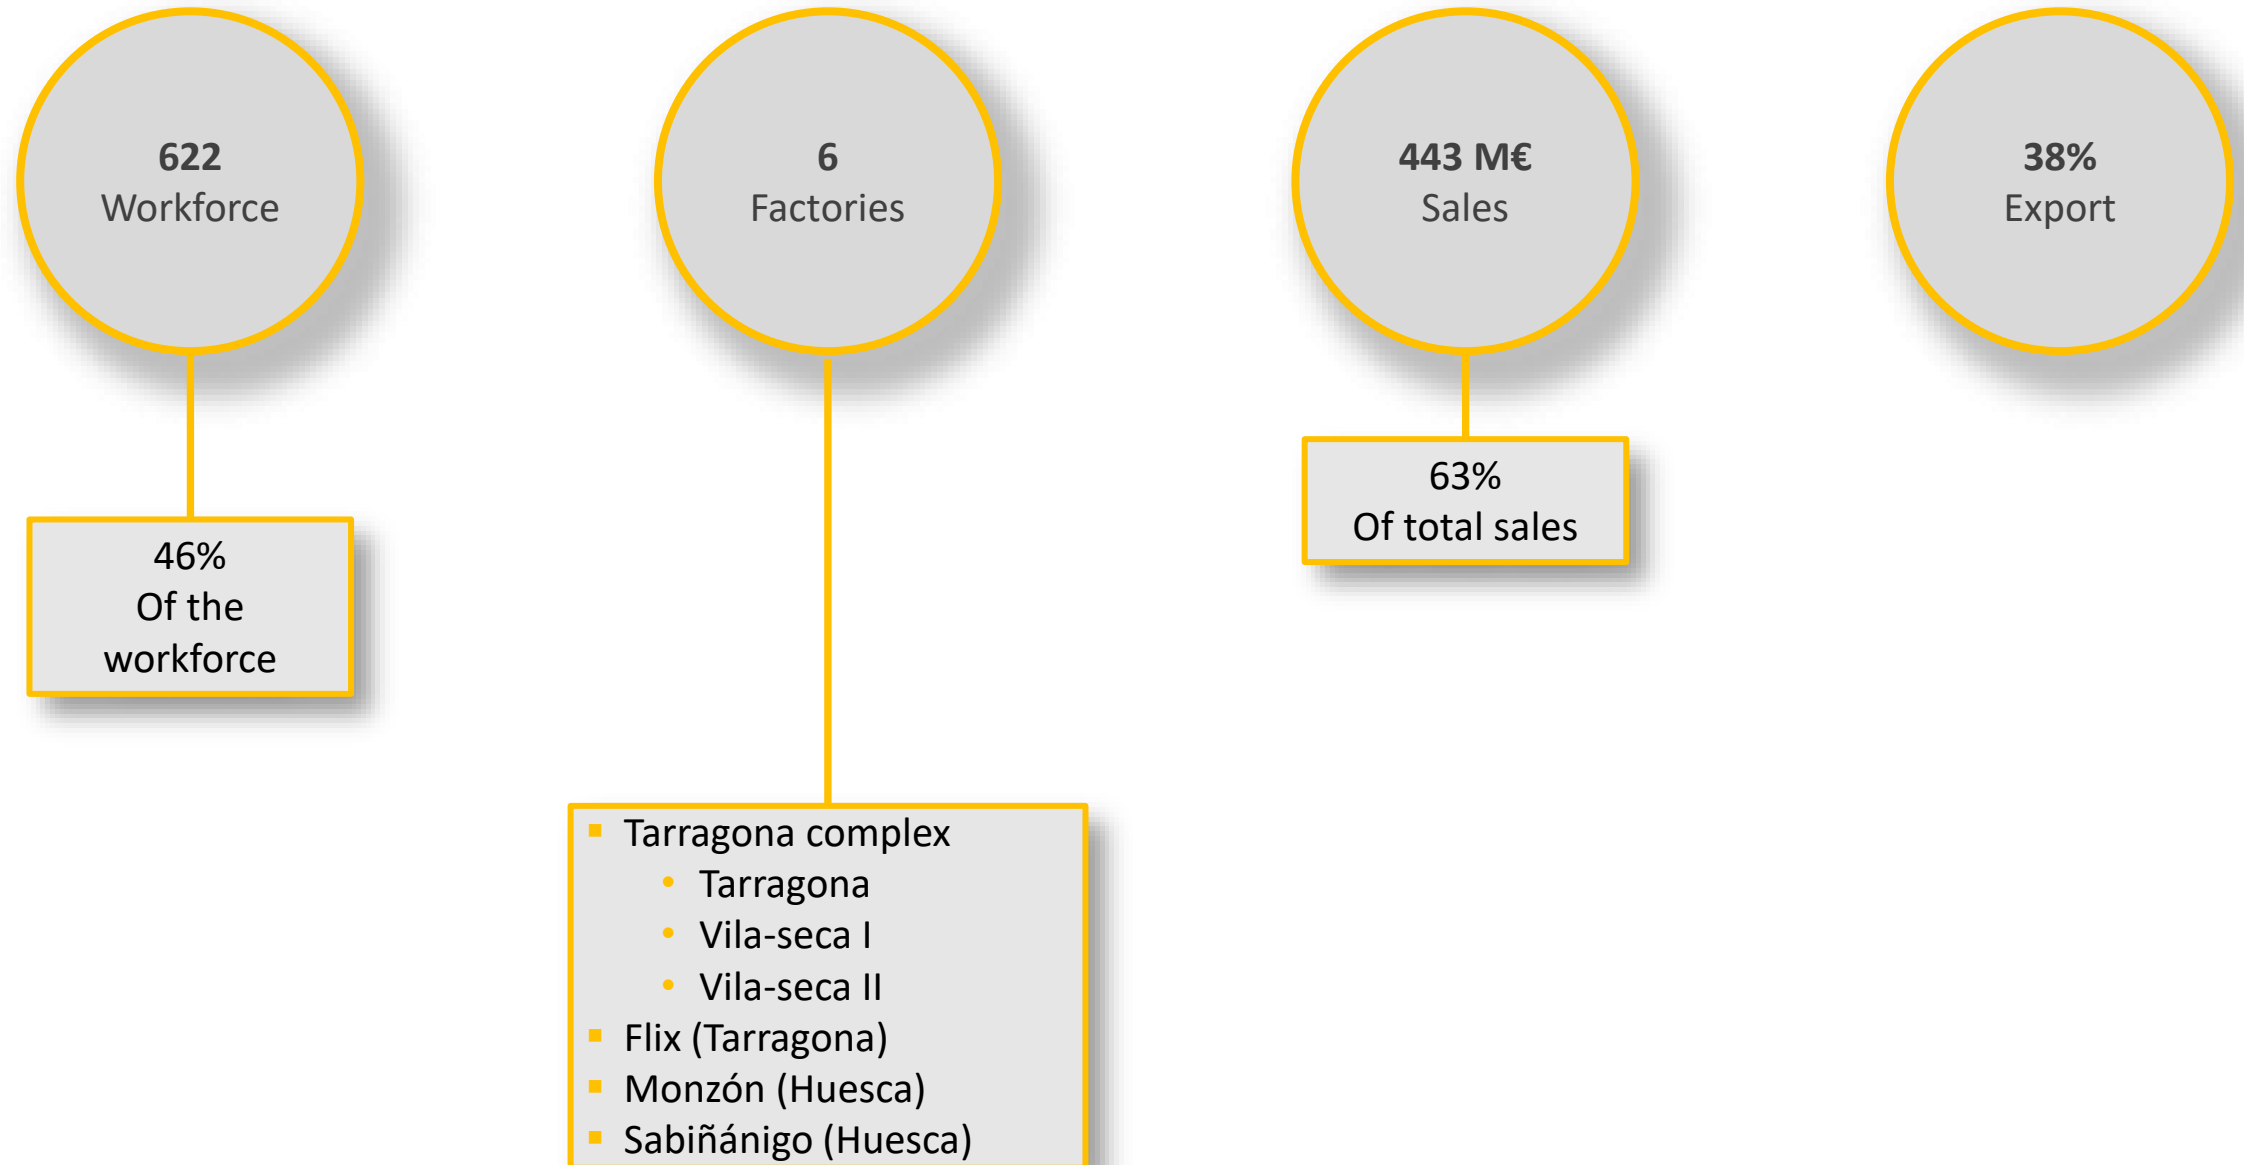 622
Workforce
46%
Of the
workforce
6
Factories
Tarragona complex
Tarragona
Vila-seca I
Vila-seca II
Flix (Tarragona)
Monzón (Huesca)
Sabiñánigo (Huesca)
443 M€
Sales
63%
Of total sales
38%
Export